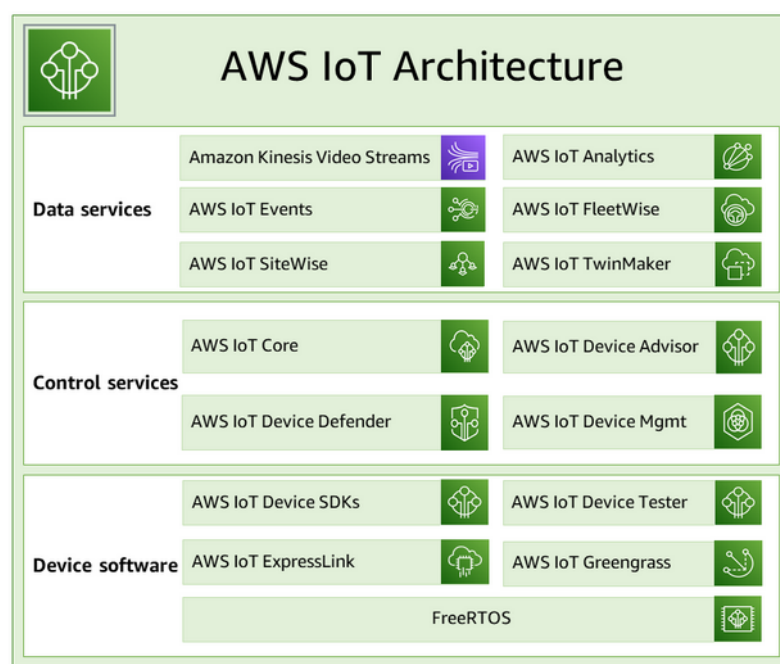 AWS IoT Architecture
Data services
Amazon Kinesis Video Streams
AWS IoT Analytics
AWS IoT Events
AWS IoT FleetWise
AWS IoT SiteWise
AWS IoT TwinMaker
Control services
AWS IoT Core
AWS IoT Device Advisor
AWS IoT Device Defender
AWS IoT Device Mgmt
Device software
AWS IoT Device SDKs
AWS IoT Device Tester
AWS IoT ExpressLink
AWS IoT Greengrass
FreeRTOS